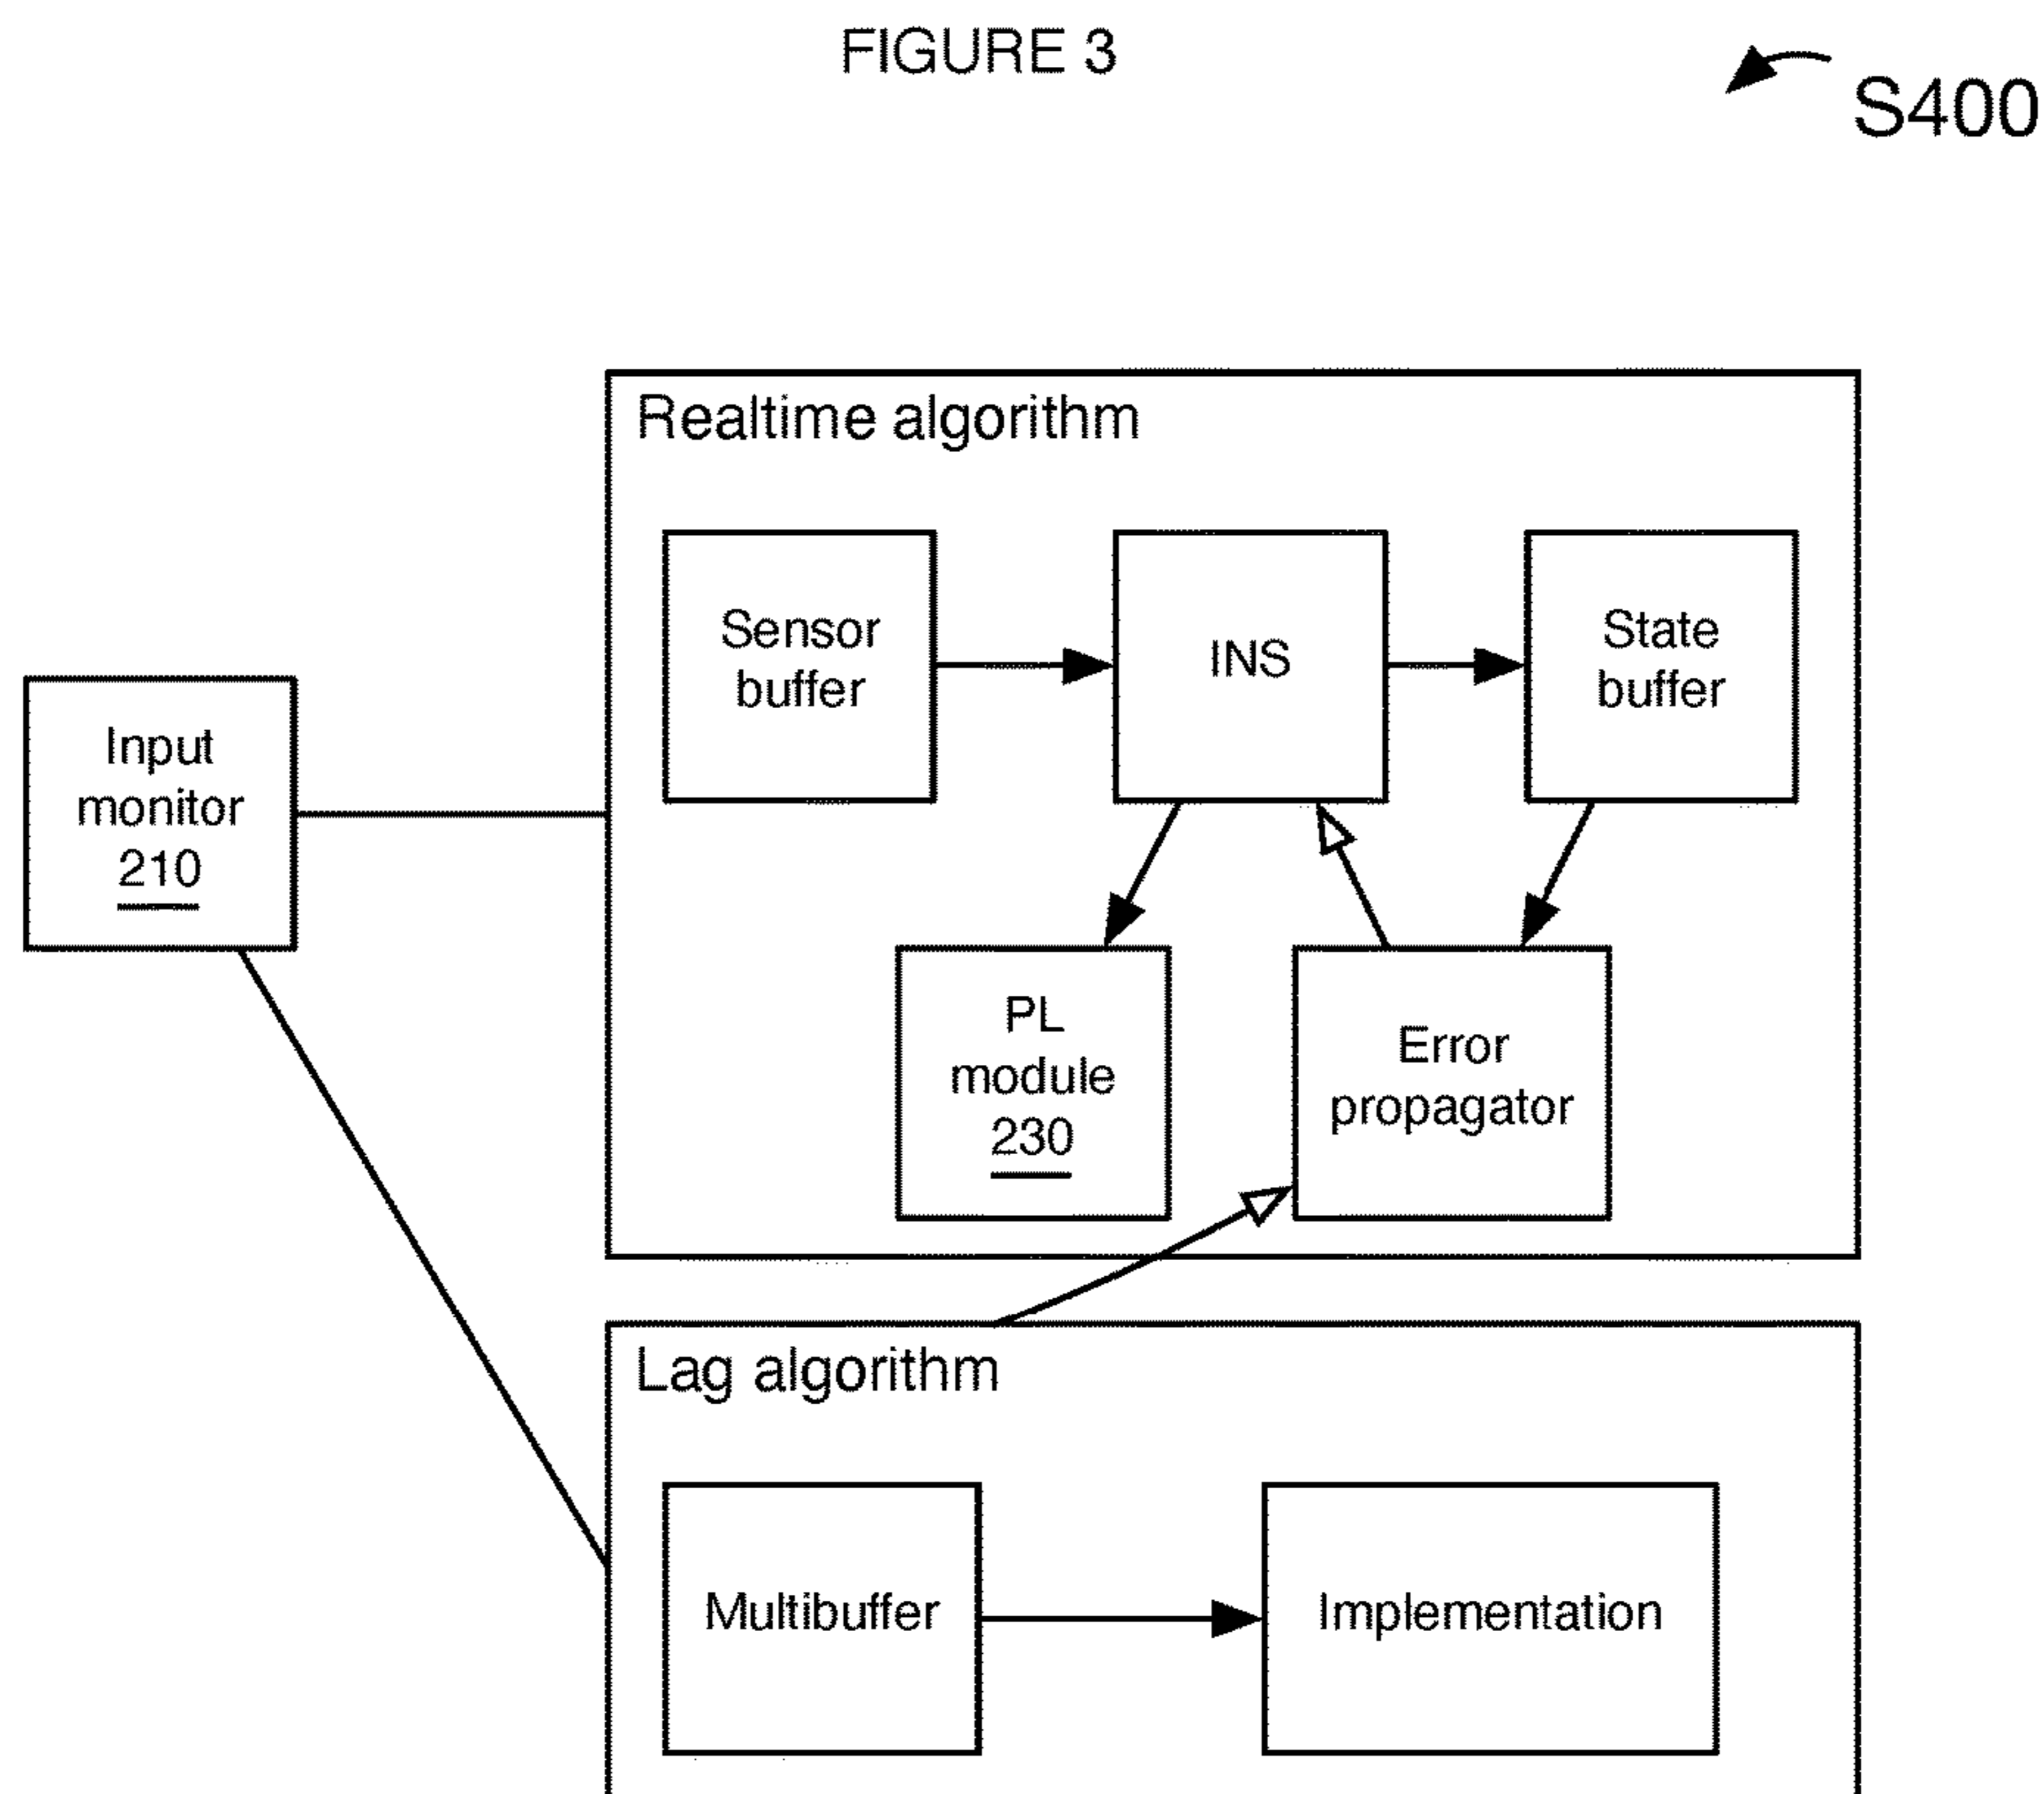 FIGURE 3
S400
Realtime algorithm
Sensor
buffer
INS
State
buffer
Input
monitor
210
PL
module
230
Error
propagator
Lag algorithm
Multibuffer
Implementation